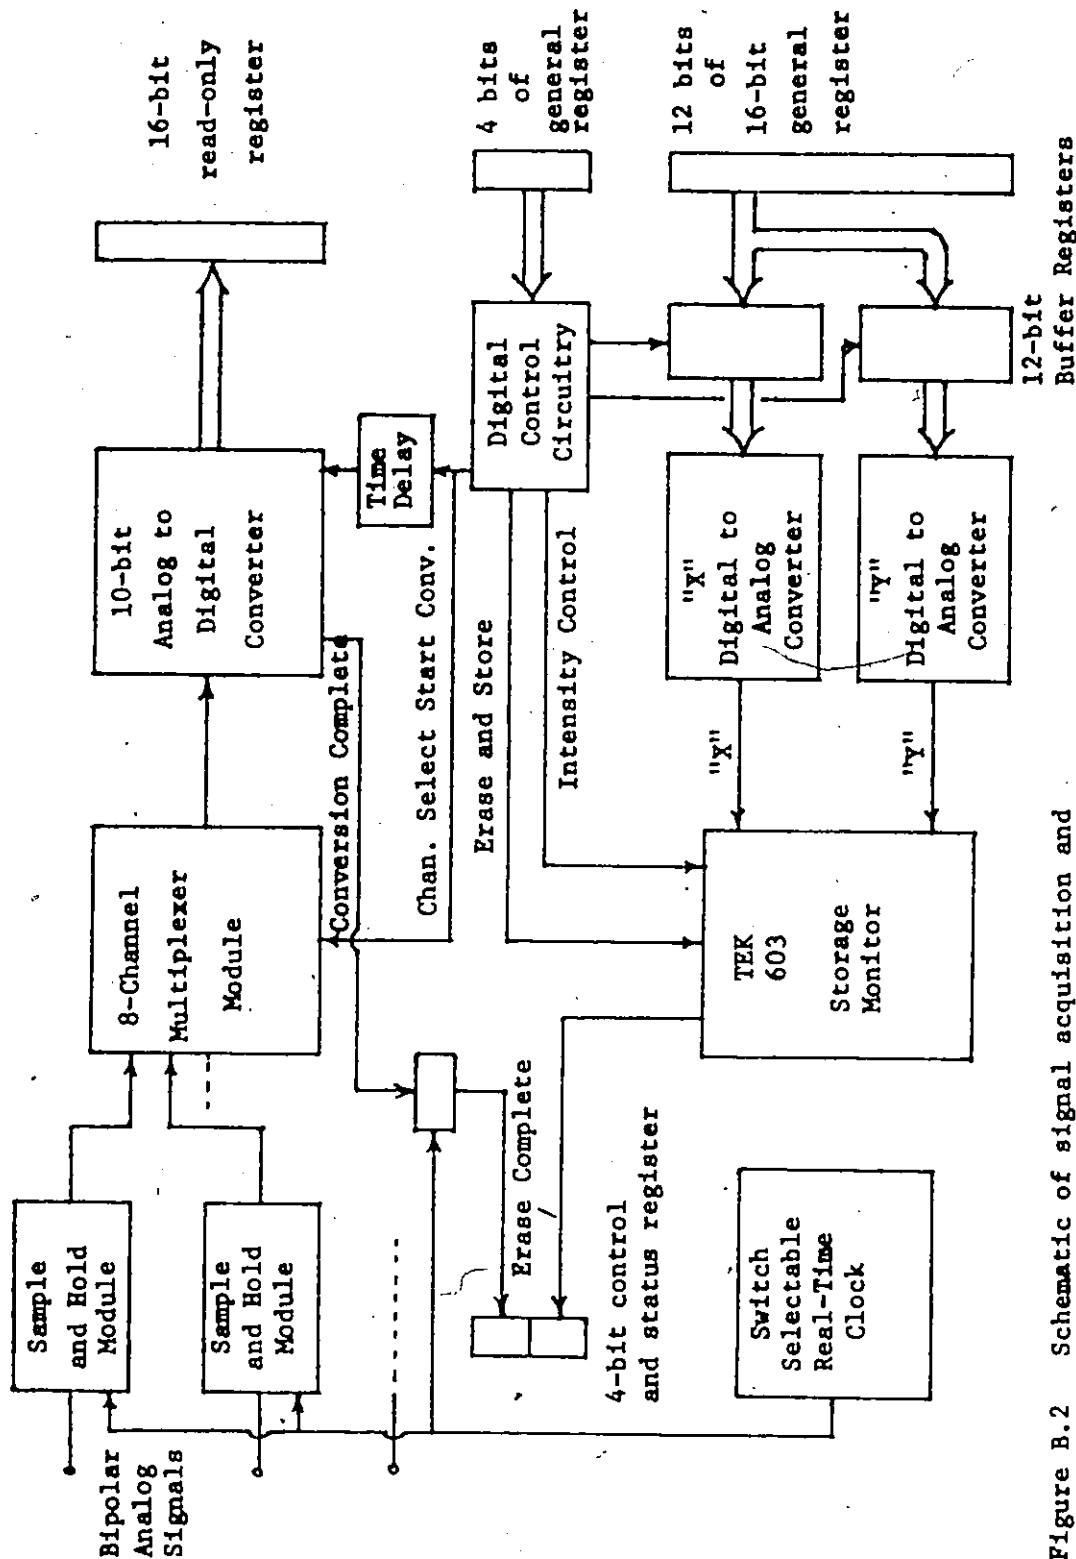 Bipolar
Analog
Signals
Sample
and Hold
Module
Sample
and Hold
Module
8-Channel
Multiplexer
Module
10-bit
Analog to
Digital
Converter
16-bit
read-only
register
Conversion Complete
Chan. Select Start Conv.
Time
Delay
Erase and Store
Intensity Control
Digital
Control
Circuitry
4 bits
of
general
register
Erase Complete
4-bit control
and status register
TEK
603
Storage
Monitor
"X"
"Y"
"X"
Digital to
Analog
Converter
"Y"
Digital to
Analog
Converter
12 bits
of
16-bit
general
register
12-bit
Buffer Registers
Switch
Selectable
Real-Time
Clock
Figure B.2 Schematic of signal acquisition and